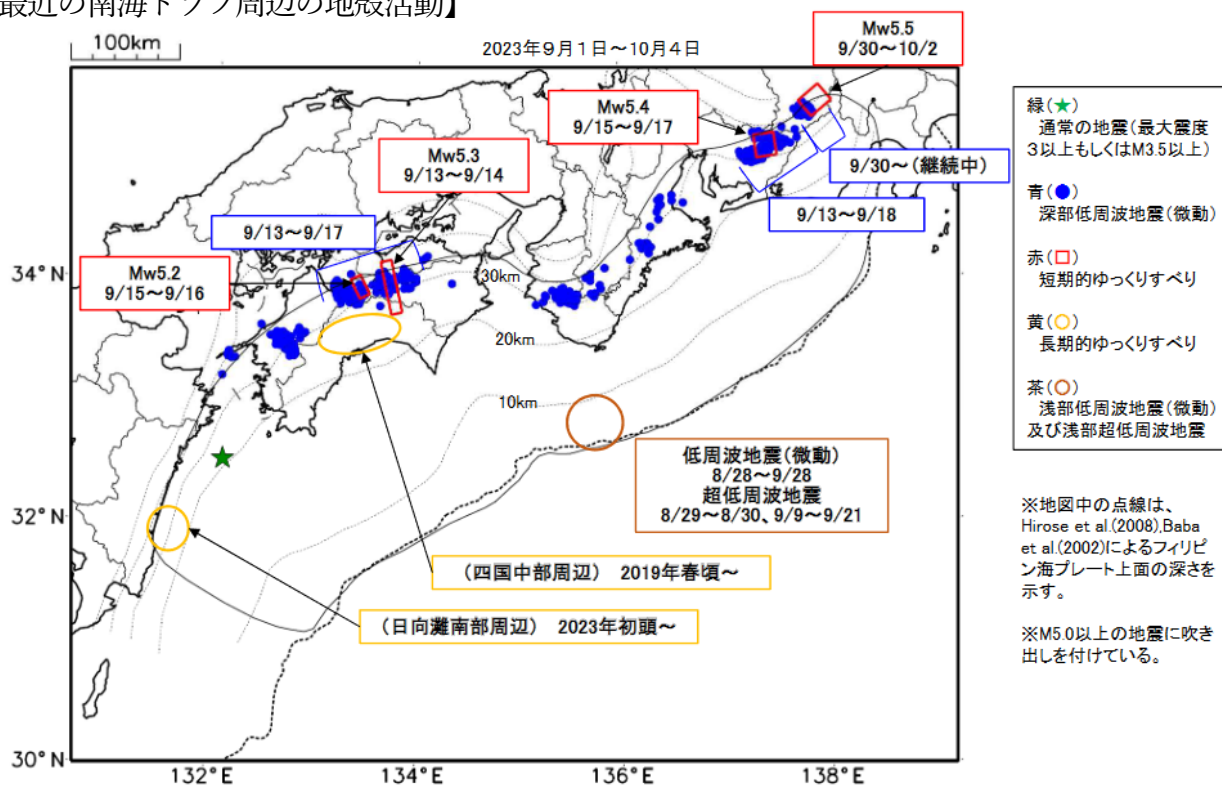 最近の南海トラフ周辺の地殻活動】
100km
2023年9月1日～10月4日
Mw5.5
9/30～10/2
Mw5.4
9/15～9/17
Mw5.3
9/13～9/14
9/30～(継続中)
9/13～9/18
9/13～9/17
Mw5.2
9/15～9/16
34°N
30km
20km
10km
低周波地震(微動)
8/28～9/28
超低周波地震
8/29～8/30、9/9～9/21
32°N
(四国中部周辺) 2019年春頃～
(日向灘南部周辺) 2023年初頭～
30°N
132°E
134°E
136°E
138°E
緑(★)
通常の地震(最大震度
3以上もしくはM3.5以上)
青(●)
深部低周波地震(微動)
赤(□)
短期的ゆっくりすべり
黄(○)
長期的ゆっくりすべり
茶(○)
浅部低周波地震(微動)
及び浅部超低周波地震
※地図中の点線は、
Hirose et al.(2008),Baba
et al.(2002)によるフィリピ
ン海プレート上面の深さを
示す。
※M5.0以上の地震に吹き
出しを付けている。